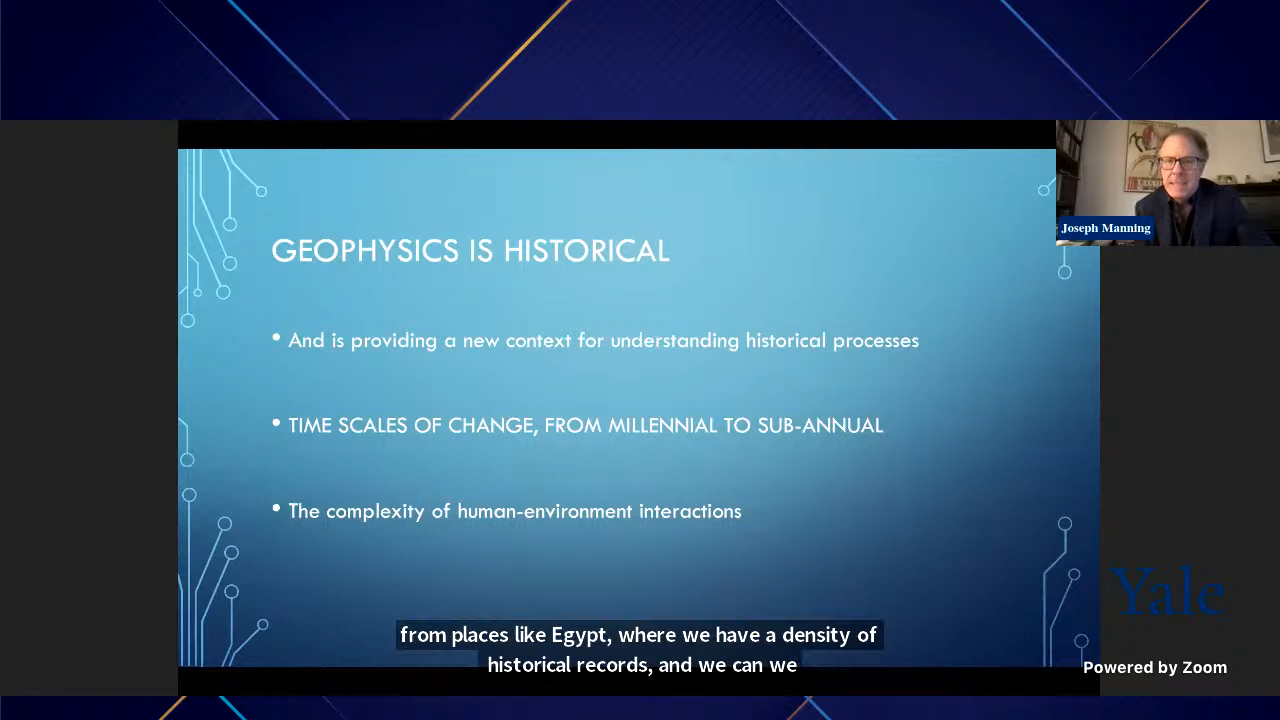 Joseph Manning
GEOPHYSICS IS HISTORICAL
• And is providing a new context for understanding historical processes
• TIME SCALES OF CHANGE, FROM MILLENNIAL TO SUB-ANNUAL
• The complexity of human-environment interactions
Yale
from places like Egypt, where we have a density of
historical records, and we can we
Powered by Zoom